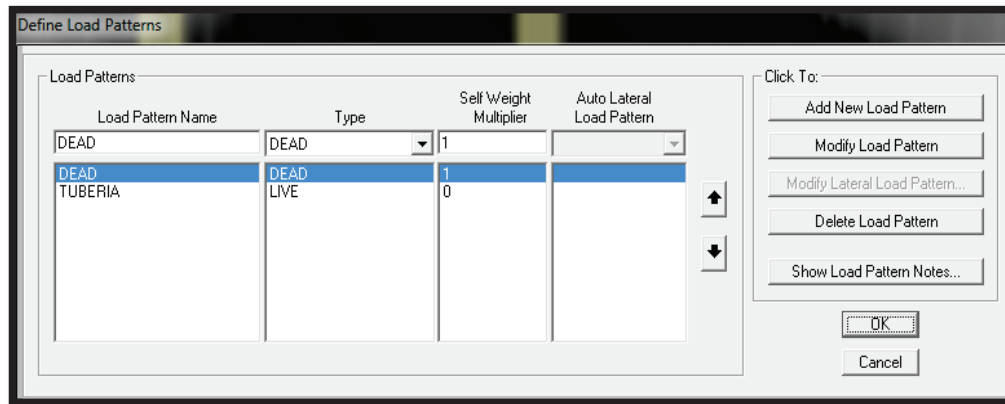 Define Load Patterns
Load Patterns
Load Pattern Name
Type
Self Weight
Multiplier
Auto Lateral
Load Pattern
DEAD DEAD 1
DEAD DEAD 1
TUBERIA LIVE 0
Click To:
Add New Load Pattern
Modify Load Pattern
Modify Lateral Load Pattern...
Delete Load Pattern
Show Load Pattern Notes...
OK
Cancel